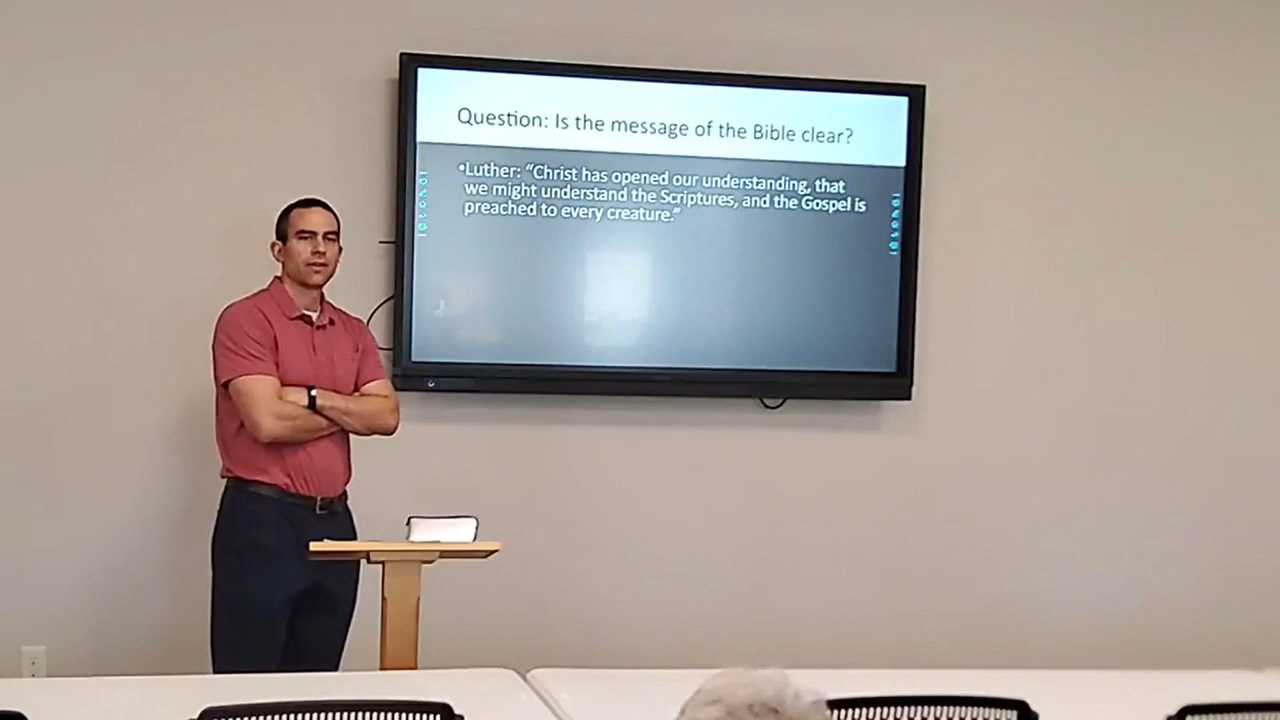 Question: Is the message of the Bible clear?
•Luther: “Christ has opened our understanding, that
we might understand the Scriptures, and the Gospel is
preached to every creature.”